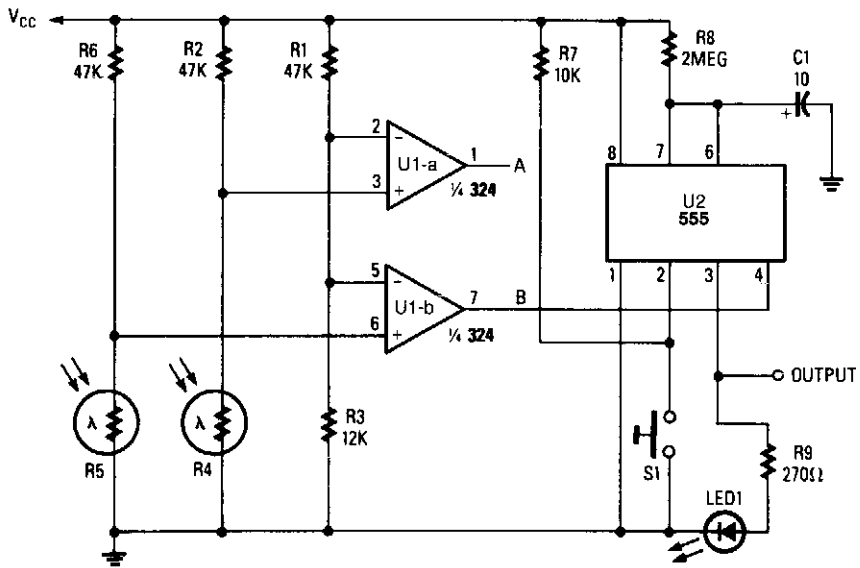 VCC
R6
47K
R2
47K
R1
47K
R7
10K
R8
2MEG
C1
10
+
2
−
U1-a
1
A
3
+
¼ 324
8
7
6
U2
555
1
2
3
4
5
−
U1-b
7
B
6
+
¼ 324
OUTPUT
λ
R5
λ
R4
R3
12K
S1
R9
270Ω
LED1